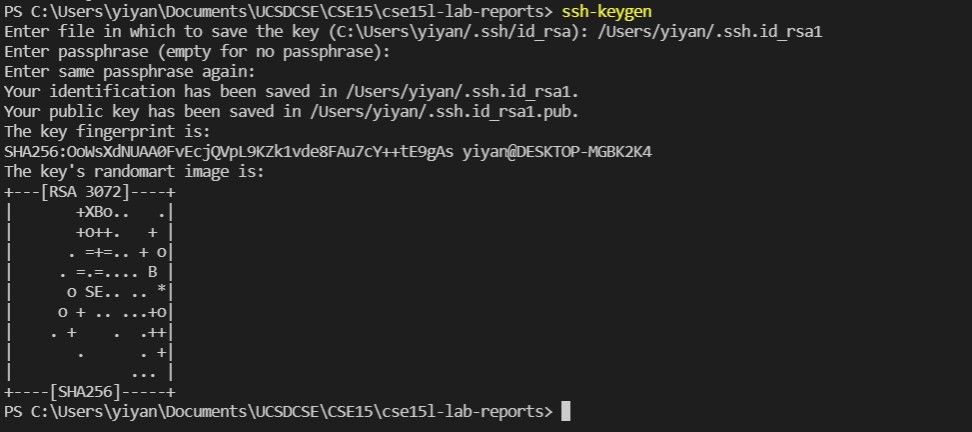 PS C:\Users\yiyan\Documents\UCSDCSE\CSE15\cse15l-lab-reports> ssh-keygen
Enter file in which to save the key (C:\Users\yiyan/.ssh/id_rsa): /Users/yiyan/.ssh.id_rsa1
Enter passphrase (empty for no passphrase):
Enter same passphrase again:
Your identification has been saved in /Users/yiyan/.ssh.id_rsa1.
Your public key has been saved in /Users/yiyan/.ssh.id_rsa1.pub.
The key fingerprint is:
SHA256:OoWsXdNUAA0FvEcjQVpL9KZk1vde8FAu7cY++tE9gAs yiyan@DESKTOP-MGBK2K4
The key's randomart image is:
+---[RSA 3072]----+
|       +XBo..   .|
|       +o++.   + |
|      . =+=.. + o|
|     . =.=.... B |
|      o SE.. .. *|
|     o + .. ...+o|
|    . +    .  .++|
|       .      . +|
|             ... |
+----[SHA256]-----+
PS C:\Users\yiyan\Documents\UCSDCSE\CSE15\cse15l-lab-reports>